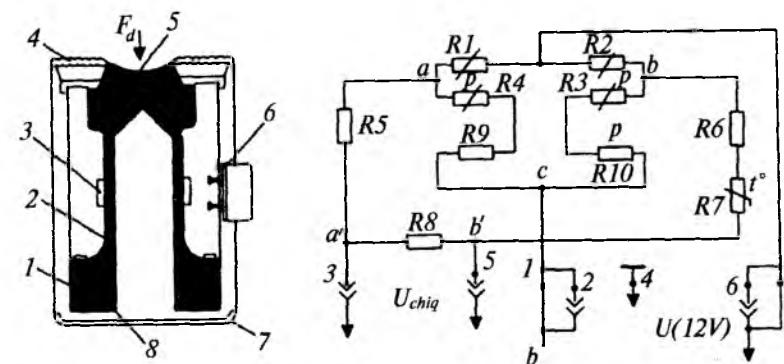 F_d 5
4
3
2
1
6
8
7
R1 R2
a p R4 R3 p b
R5 R9 p R10 R6
c
t° R7
a' R8 b'
3 5 1 2 4 6
U_chiq U(12V)
b